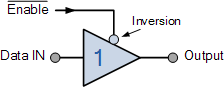 Enable
Inversion
Data IN
1
Output